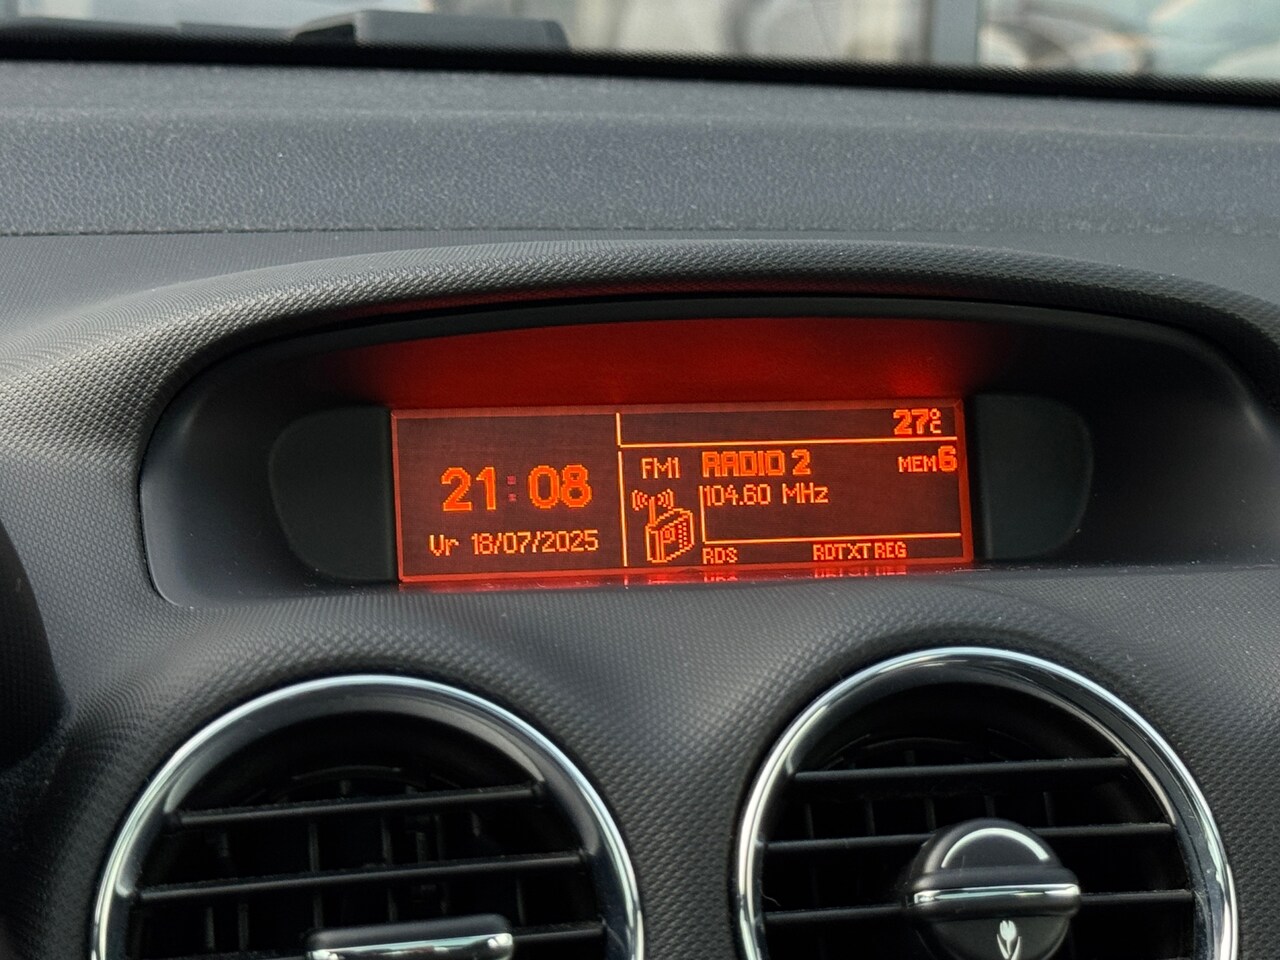 27°C
21:08
Vr 18/07/2025
FM1 RADIO 2 MEM6
104.60 MHz
RDS RDTXT REG